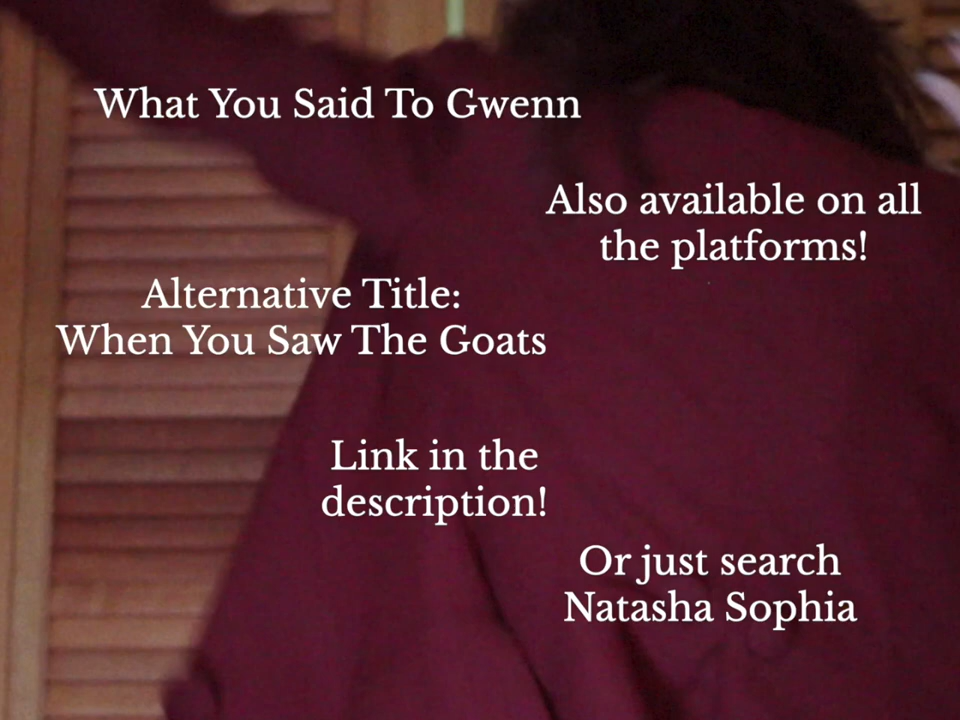 What You Said To Gwenn
Also available on all
the platforms!
Alternative Title:
When You Saw The Goats
Link in the
description!
Or just search
Natasha Sophia